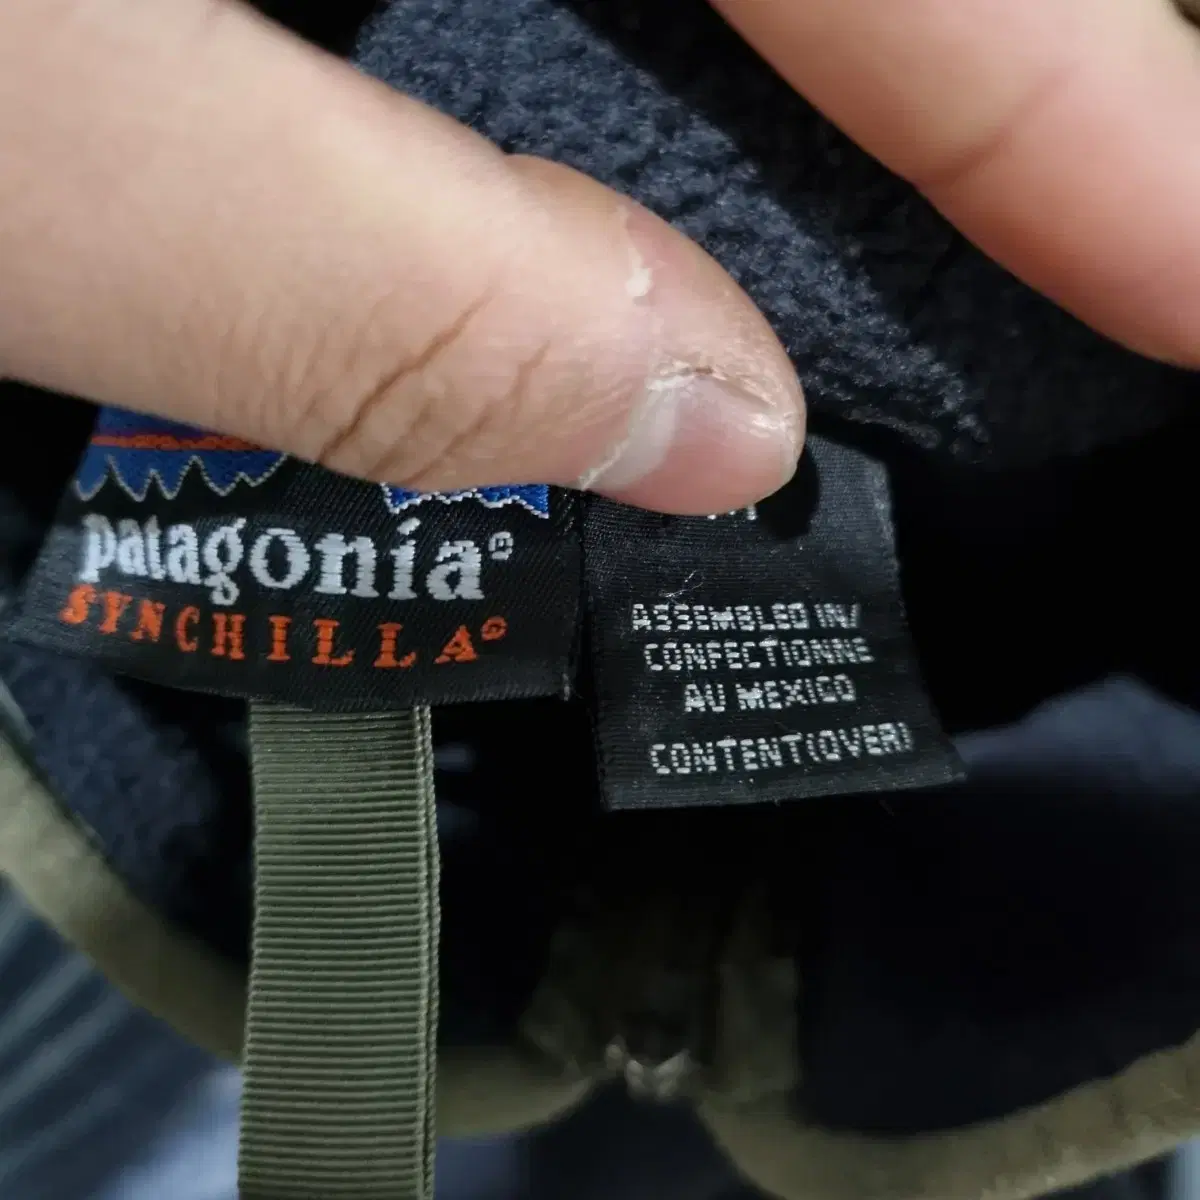 patagonia®
SYNCHILLA®
ASSEMBLED IN/
CONFECTIONNE
AU MEXICO
CONTENT(OVER)